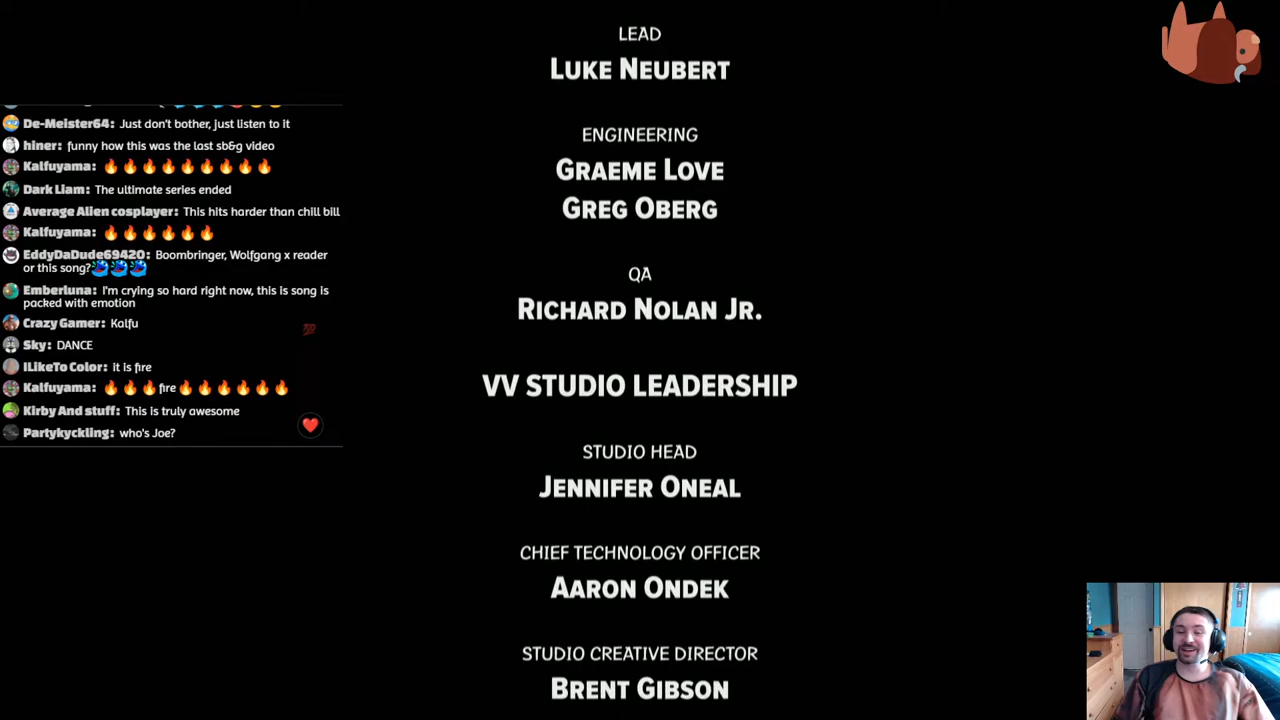 De-Meister64: Just don't bother, just listen to it
hiner: funny how this was the last sb&g video
Kalfuyama: 🔥🔥🔥🔥🔥🔥🔥🔥🔥
Dark Liam: The ultimate series ended
Average Alien cosplayer: This hits harder than chill bill
Kalfuyama: 🔥🔥🔥🔥🔥🔥
EddyDaDude69420: Boombringer, Wolfgang x reader
or this song?
Emberluna: I'm crying so hard right now, this is song is
packed with emotion
Crazy Gamer: Kalfu
Sky: DANCE
ILikeTo Color: it is fire
Kalfuyama: 🔥🔥🔥fire🔥🔥🔥🔥🔥🔥
Kirby And stuff: This is truly awesome
Partykyckling: who's Joe?
💯
LEAD
LUKE NEUBERT
ENGINEERING
GRAEME LOVE
GREG OBERG
QA
RICHARD NOLAN JR.
VV STUDIO LEADERSHIP
STUDIO HEAD
JENNIFER ONEAL
CHIEF TECHNOLOGY OFFICER
AARON ONDEK
STUDIO CREATIVE DIRECTOR
BRENT GIBSON